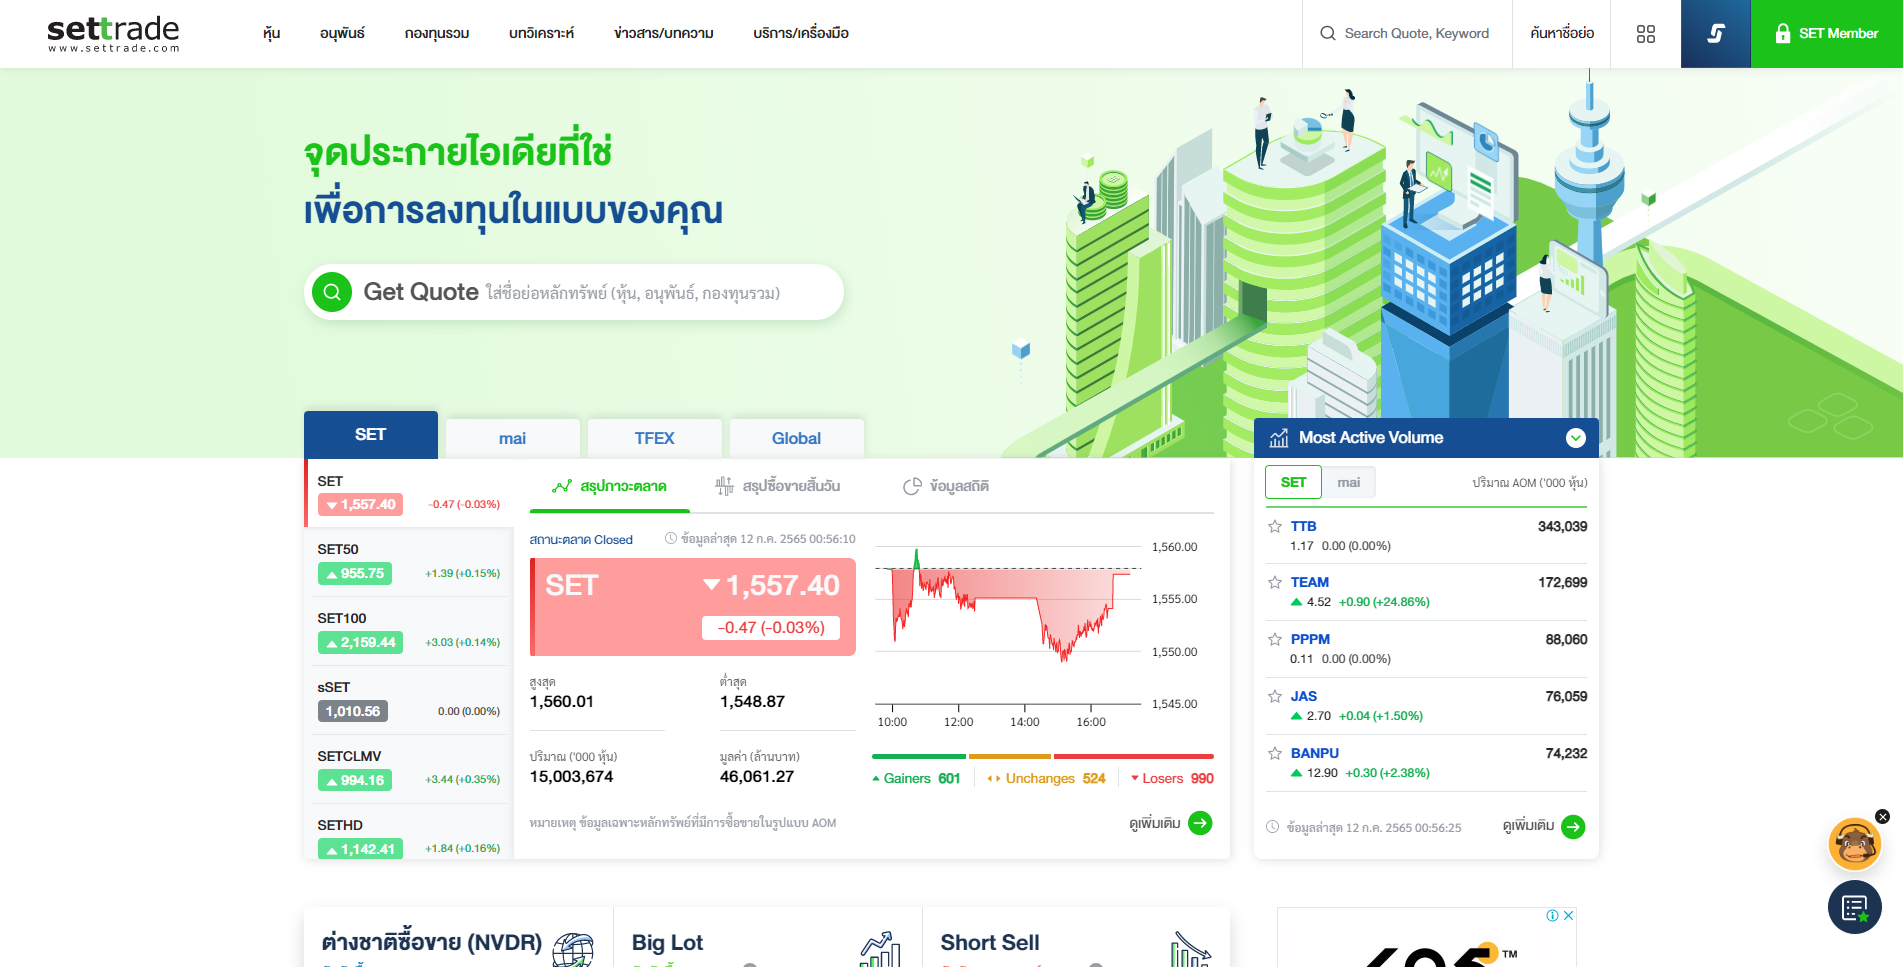 settrade
www.settrade.com
หุ้น
อนุพันธ์
กองทุนรวม
บทวิเคราะห์
ข่าวสาร/บทความ
บริการ/เครื่องมือ
Search Quote, Keyword
ค้นหาชื่อย่อ
SET Member
จุดประกายไอเดียที่ใช่
เพื่อการลงทุนในแบบของคุณ
Get Quote ใส่ชื่อย่อหลักทรัพย์ (หุ้น, อนุพันธ์, กองทุนรวม)
SET
mai
TFEX
Global
SET
1,557.40 -0.47 (-0.03%)
SET50
955.75 +1.39 (+0.15%)
SET100
2,159.44 +3.03 (+0.14%)
sSET
1,010.56 0.00 (0.00%)
SETCLMV
994.16 +3.44 (+0.35%)
SETHD
1,142.41 +1.84 (+0.16%)
สรุปภาวะตลาด
สรุปซื้อขายสิ้นวัน
ข้อมูลสถิติ
สถานะตลาด Closed
ข้อมูลล่าสุด 12 ก.ค. 2565 00:56:10
SET 1,557.40
-0.47 (-0.03%)
สูงสุด
1,560.01
ต่ำสุด
1,548.87
ปริมาณ ('000 หุ้น)
15,003,674
มูลค่า (ล้านบาท)
46,061.27
1,560.00
1,555.00
1,550.00
1,545.00
10:00 12:00 14:00 16:00
Gainers 601
Unchanges 524
Losers 990
หมายเหตุ ข้อมูลเฉพาะหลักทรัพย์ที่มีการซื้อขายในรูปแบบ AOM
ดูเพิ่มเติม
Most Active Volume
SET
mai
ปริมาณ AOM ('000 หุ้น)
TTB 343,039
1.17 0.00 (0.00%)
TEAM 172,699
4.52 +0.90 (+24.86%)
PPPM 88,060
0.11 0.00 (0.00%)
JAS 76,059
2.70 +0.04 (+1.50%)
BANPU 74,232
12.90 +0.30 (+2.38%)
ข้อมูลล่าสุด 12 ก.ค. 2565 00:56:25
ดูเพิ่มเติม
ต่างชาติซื้อขาย (NVDR)
Big Lot
Short Sell
TM